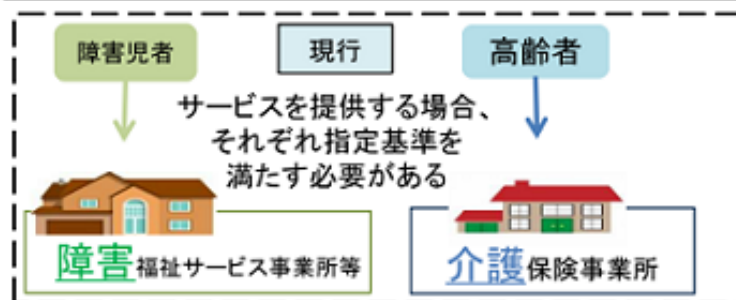 障害児者
現行
高齢者
サービスを提供する場合、
それぞれ指定基準を
満たす必要がある
障害福祉サービス事業所等
介護保険事業所